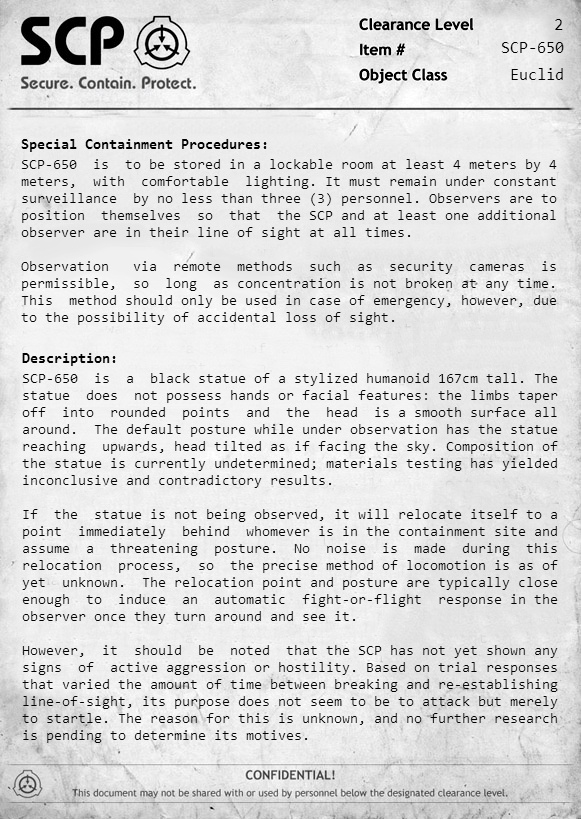 SCP
Secure. Contain. Protect.
Clearance Level 2
Item # SCP-650
Object Class Euclid
Special Containment Procedures:
SCP-650 is to be stored in a lockable room at least 4 meters by 4
meters, with comfortable lighting. It must remain under constant
surveillance by no less than three (3) personnel. Observers are to
position themselves so that the SCP and at least one additional
observer are in their line of sight at all times.
Observation via remote methods such as security cameras is
permissible, so long as concentration is not broken at any time.
This method should only be used in case of emergency, however, due
to the possibility of accidental loss of sight.
Description:
SCP-650 is a black statue of a stylized humanoid 167cm tall. The
statue does not possess hands or facial features: the limbs taper
off into rounded points and the head is a smooth surface all
around. The default posture while under observation has the statue
reaching upwards, head tilted as if facing the sky. Composition of
the statue is currently undetermined; materials testing has yielded
inconclusive and contradictory results.
If the statue is not being observed, it will relocate itself to a
point immediately behind whomever is in the containment site and
assume a threatening posture. No noise is made during this
relocation process, so the precise method of locomotion is as of
yet unknown. The relocation point and posture are typically close
enough to induce an automatic fight-or-flight response in the
observer once they turn around and see it.
However, it should be noted that the SCP has not yet shown any
signs of active aggression or hostility. Based on trial responses
that varied the amount of time between breaking and re-establishing
line-of-sight, its purpose does not seem to be to attack but merely
to startle. The reason for this is unknown, and no further research
is pending to determine its motives.
CONFIDENTIAL!
This document may not be shared with or used by personnel below the designated clearance level.